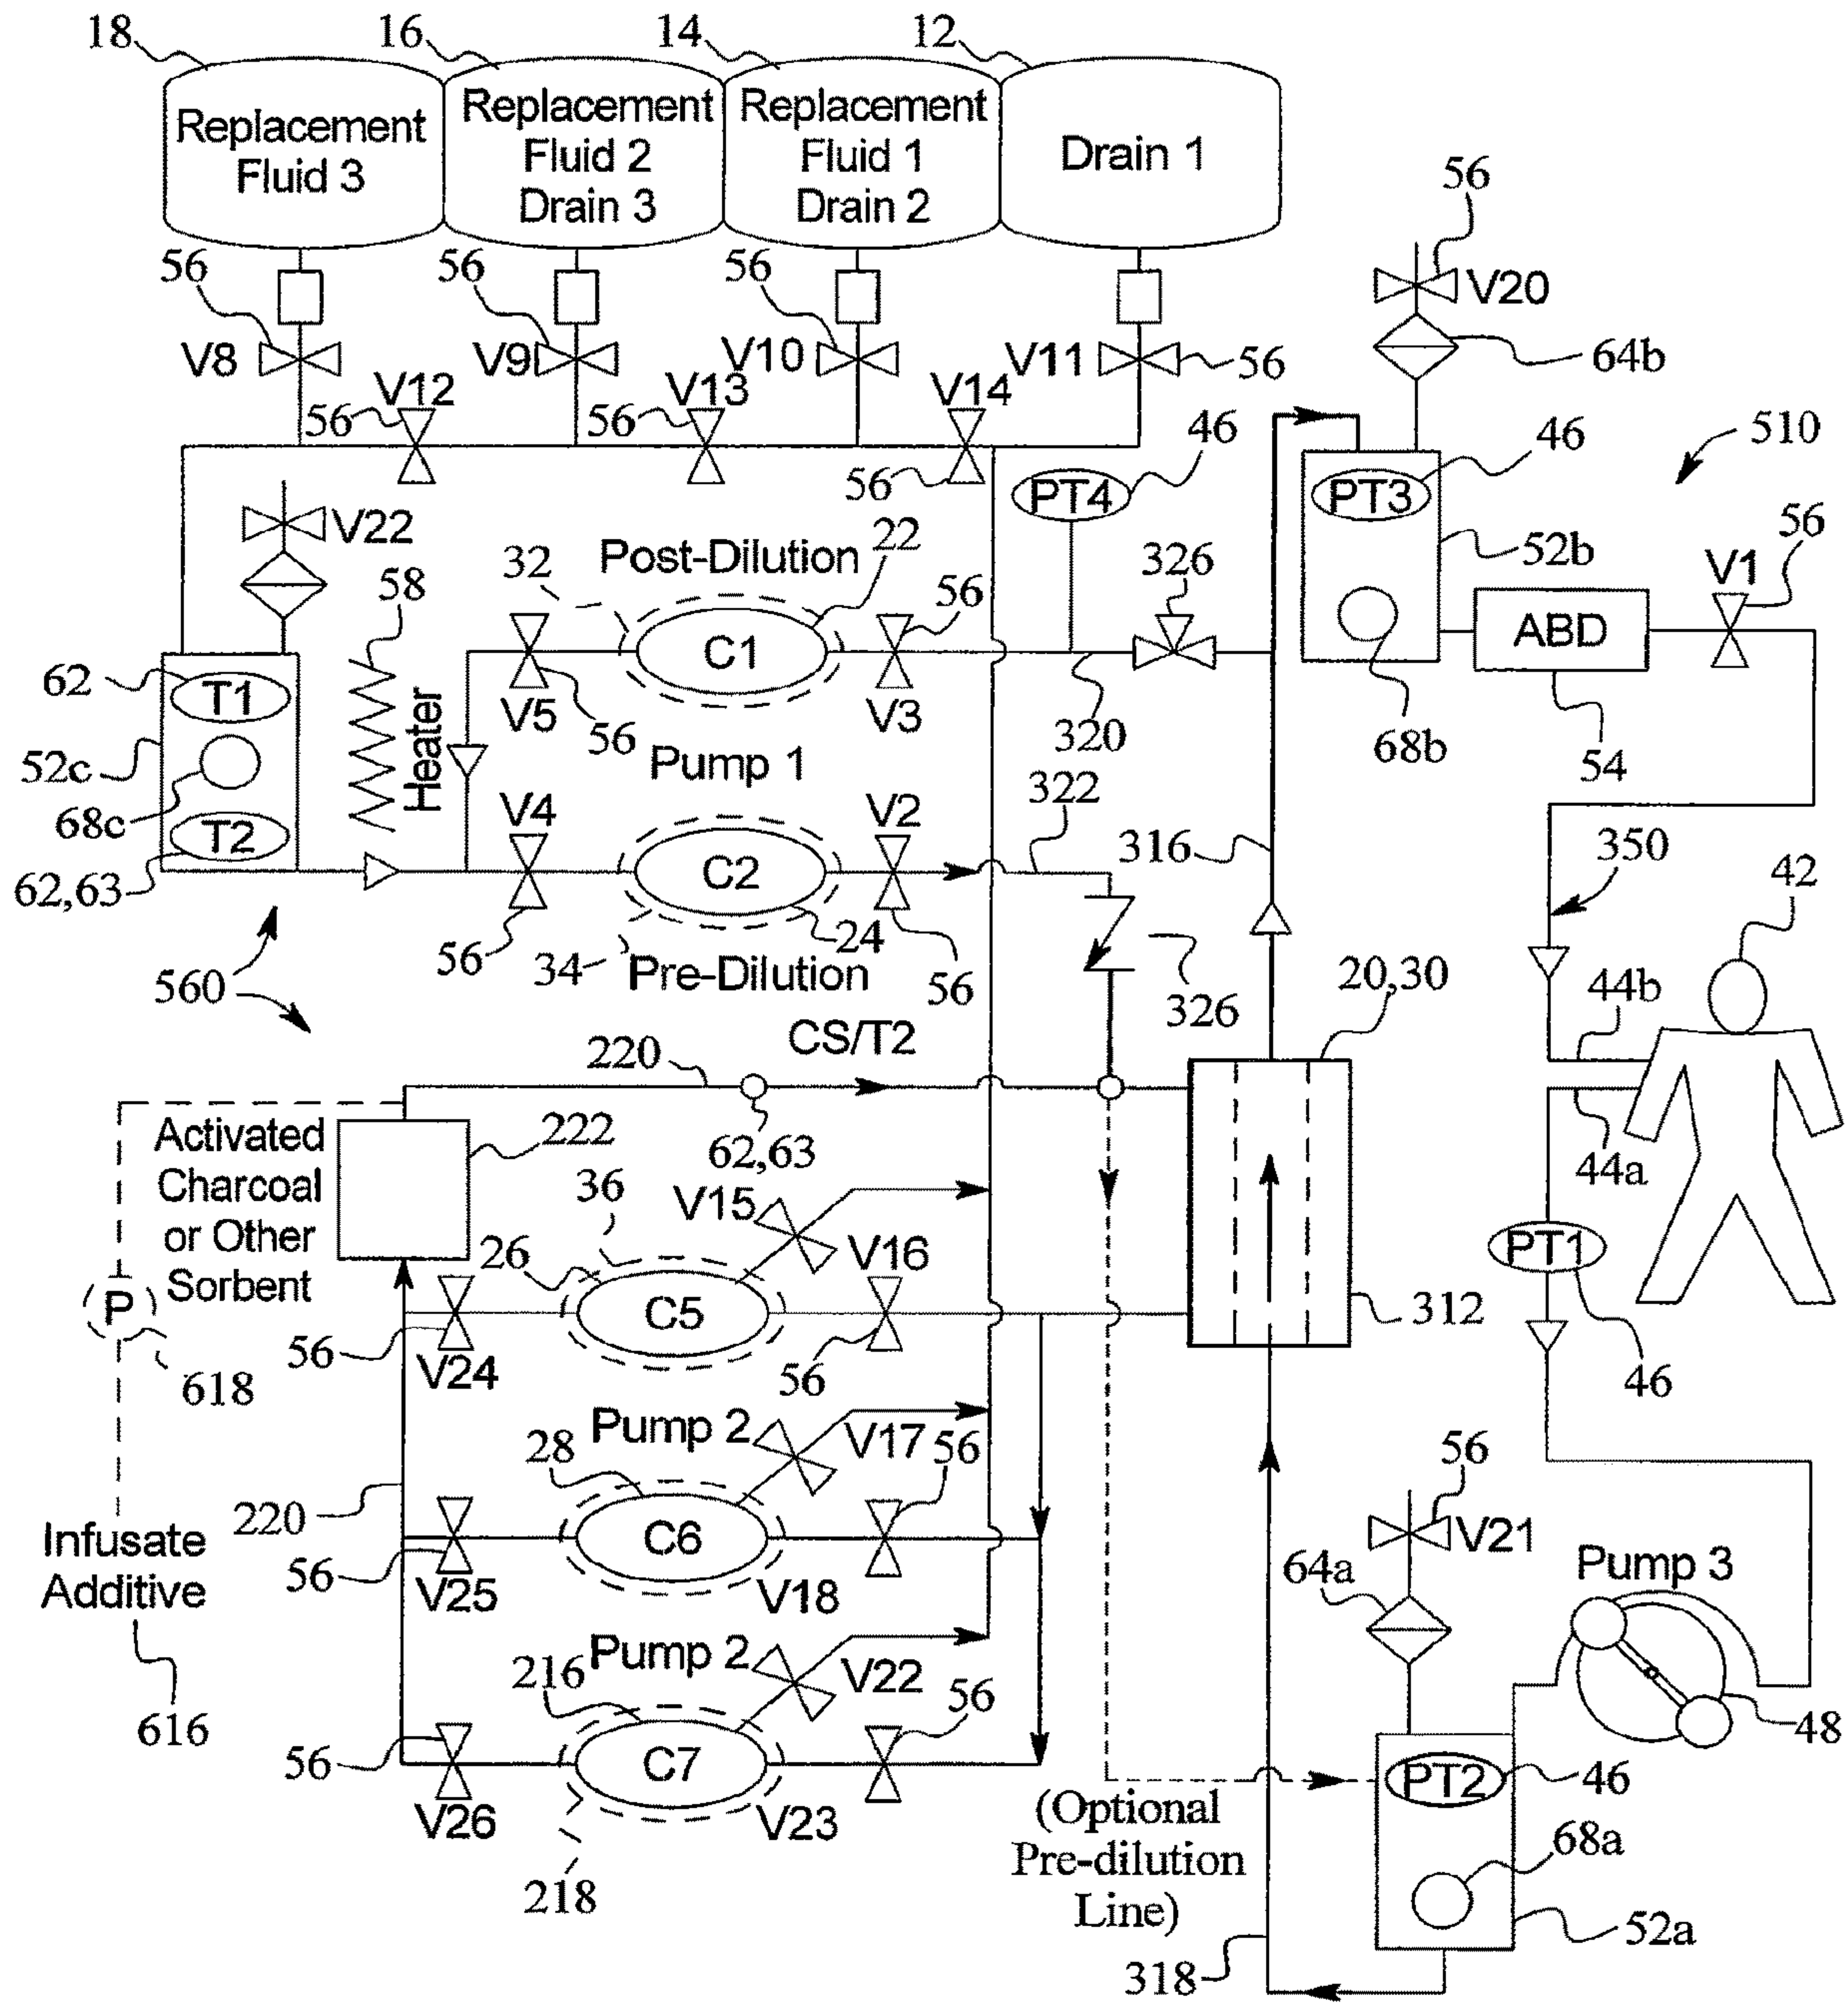 18
16
14
12
Replacement
Fluid 3
Replacement
Fluid 2
Drain 3
Replacement
Fluid 1
Drain 2
Drain 1
56
56
56
56
V20
V8
V9
V10
V11
56
64b
V12
V13
V14
56
56
56
46
46
510
PT4
PT3
V22
58
32
Post-Dilution
22
56
326
52b
V1
56
62
T1
C1
ABD
Heater
V5
56
V3
320
68b
54
52c
68c
T2
62,63
Pump 1
V4
V2
322
316
350
42
C2
56
34
24
Pre-Dilution
56
326
560
20,30
44b
CS/T2
220
Activated
Charcoal
or Other
Sorbent
222
62,63
36
V15
44a
26
V16
PT1
P
C5
312
56
V24
56
618
46
Pump 2
28
V17
56
56
V21
220
C6
Infusate
Additive
56
V25
V18
64a
Pump 3
Pump 2
216
V22
56
616
56
C7
48
PT2
46
V26
V23
(Optional
Pre-dilution
Line)
68a
218
52a
318